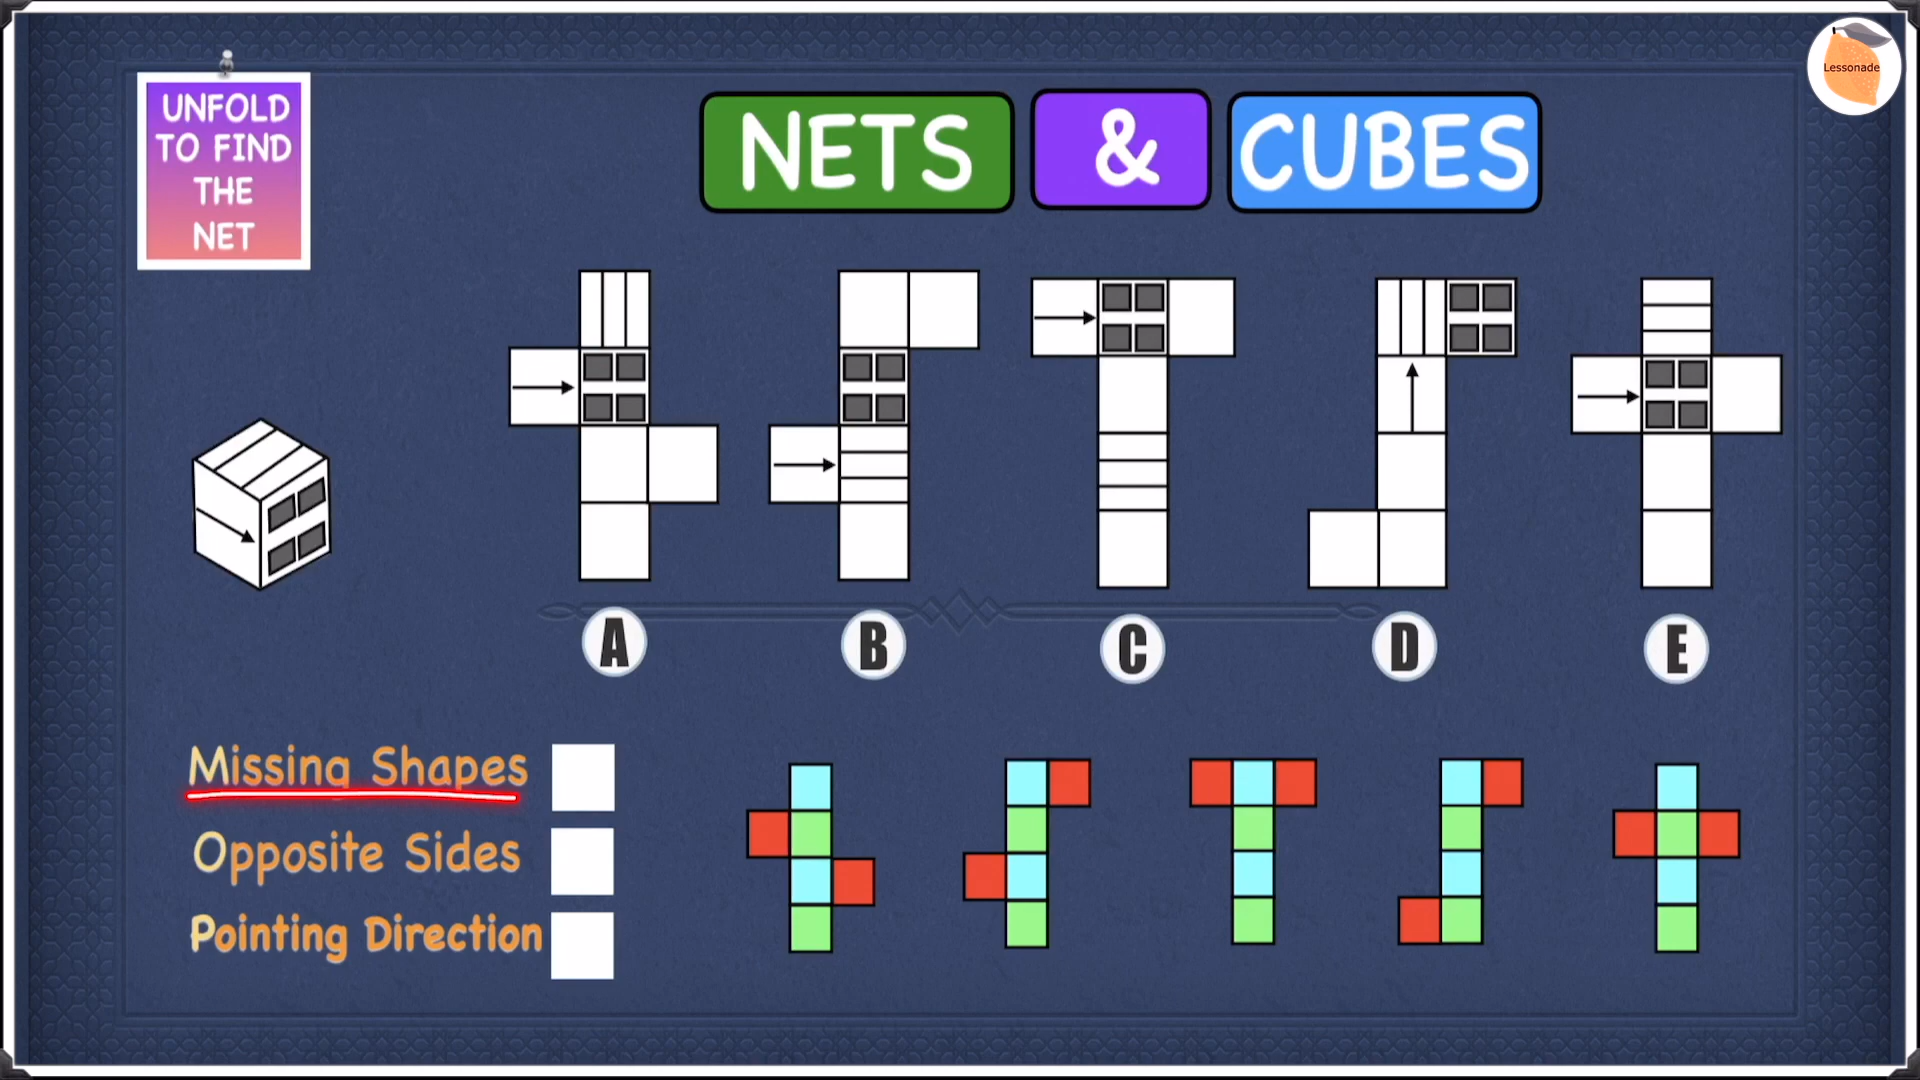 UNFOLD
TO FIND
THE
NET
NETS & CUBES
Lessonade
A B C D E
Missing Shapes
Opposite Sides
Pointing Direction